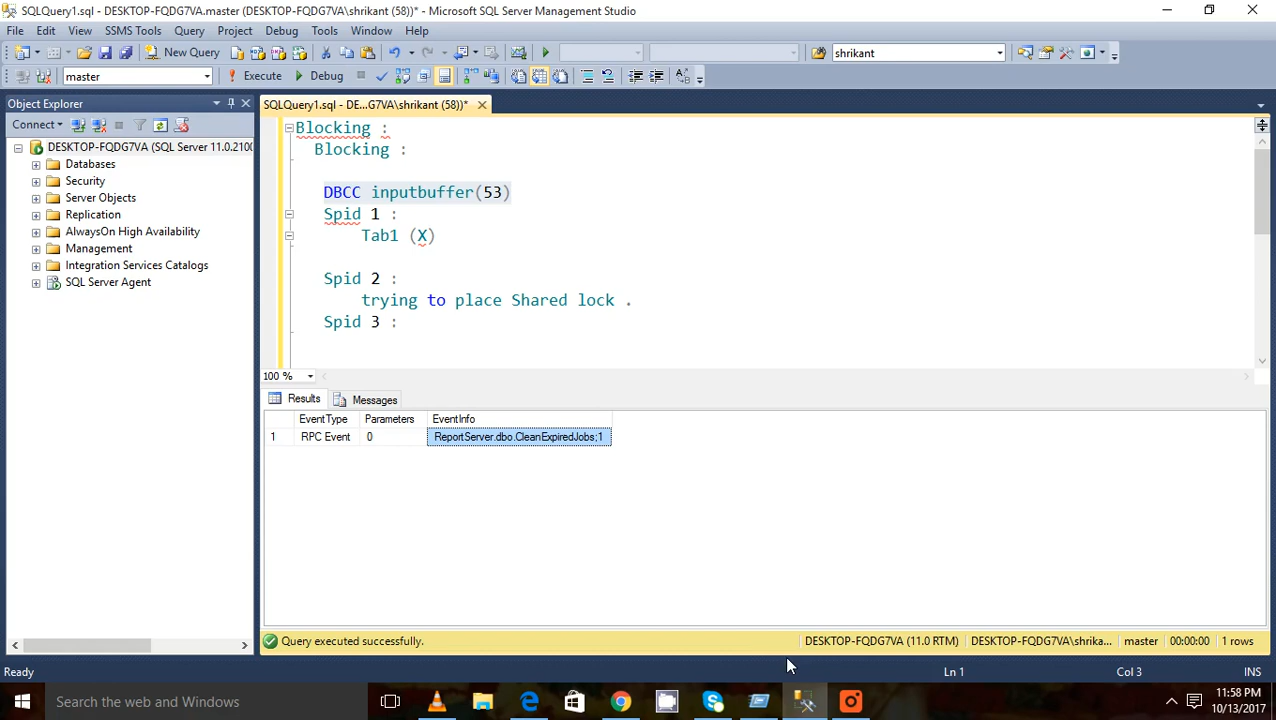 SQLQuery1.sql - DESKTOP-FQDG7VA.master (DESKTOP-FQDG7VA\shrikant (58))* - Microsoft SQL Server Management Studio
File Edit View SSMS Tools Query Project Debug Tools Window Help
New Query shrikant
master Execute Debug
Object Explorer
Connect
DESKTOP-FQDG7VA (SQL Server 11.0.2100
Databases
Security
Server Objects
Replication
AlwaysOn High Availability
Management
Integration Services Catalogs
SQL Server Agent
SQLQuery1.sql - DE...G7VA\shrikant (58))*
Blocking :
Blocking :
DBCC inputbuffer(53)
Spid 1 :
Tab1 (X)
Spid 2 :
trying to place Shared lock .
Spid 3 :
100 %
Results Messages
EventType Parameters EventInfo
1 RPC Event 0 ReportServer.dbo.CleanExpiredJobs;1
Query executed successfully. DESKTOP-FQDG7VA (11.0 RTM) DESKTOP-FQDG7VA\shrika... master 00:00:00 1 rows
Ready Ln 1 Col 3 INS
Search the web and Windows
11:58 PM
10/13/2017